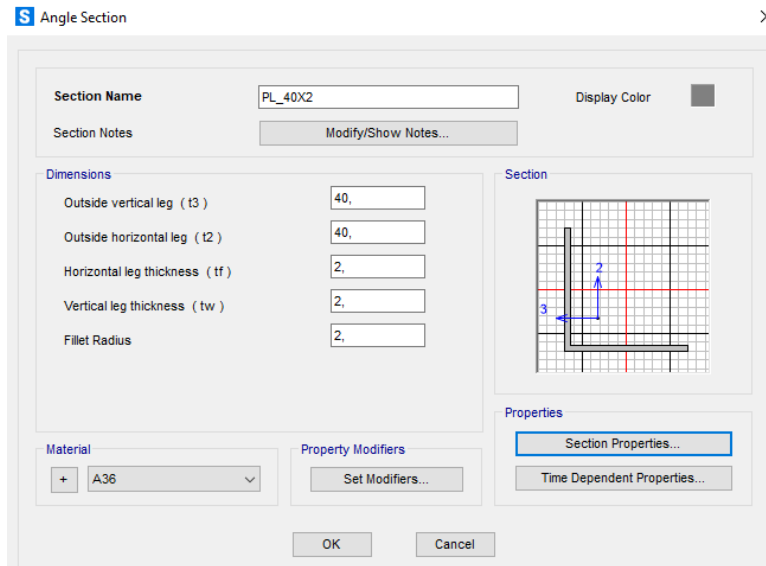 S Angle Section
Section Name PL_40X2 Display Color
Section Notes Modify/Show Notes...
Dimensions
Outside vertical leg ( t3 ) 40,
Outside horizontal leg ( t2 ) 40,
Horizontal leg thickness ( tf ) 2,
Vertical leg thickness ( tw ) 2,
Fillet Radius 2,
Section
2
3
Properties
Section Properties...
Time Dependent Properties...
Material
+ A36
Property Modifiers
Set Modifiers...
OK Cancel